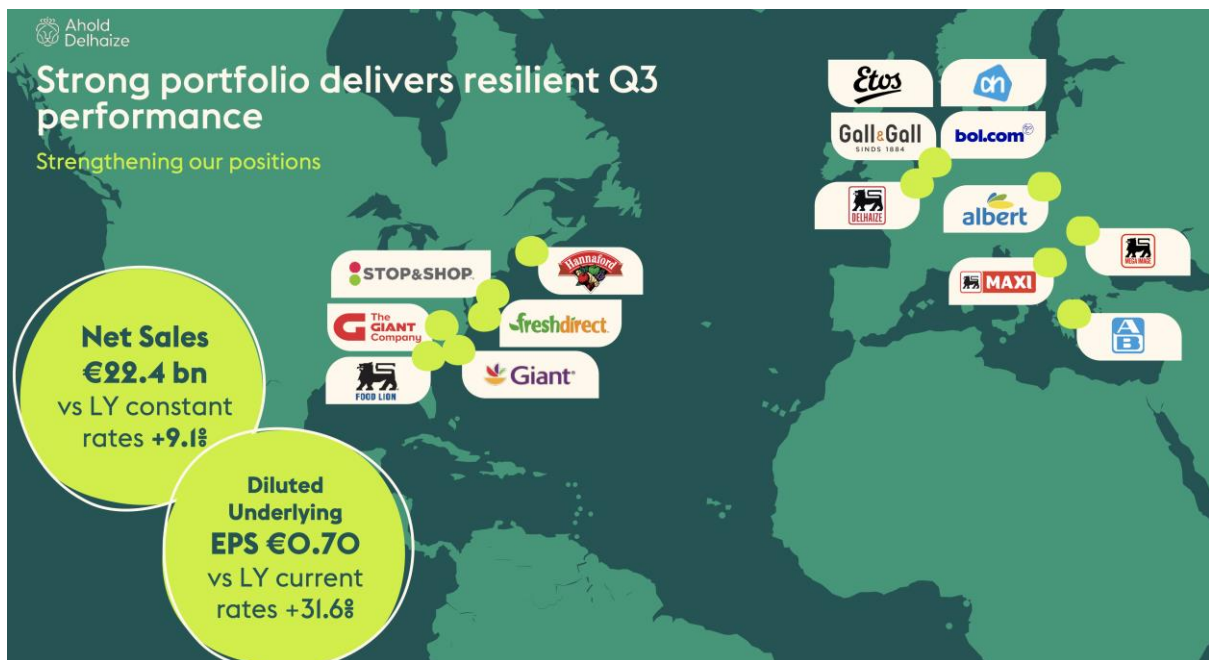 Ahold
Delhaize
Strong portfolio delivers resilient Q3
performance
Strengthening our positions
Etos
ah
Gall&Gall
SINDS 1884
bol.com
DELHAIZE
albert
MEGA IMAGE
MAXI
AB
STOP&SHOP
Hannaford
The
GIANT
Company
freshdirect
FOOD LION
Giant
Net Sales
€22.4 bn
vs LY constant
rates +9.1%
Diluted
Underlying
EPS €0.70
vs LY current
rates +31.6%